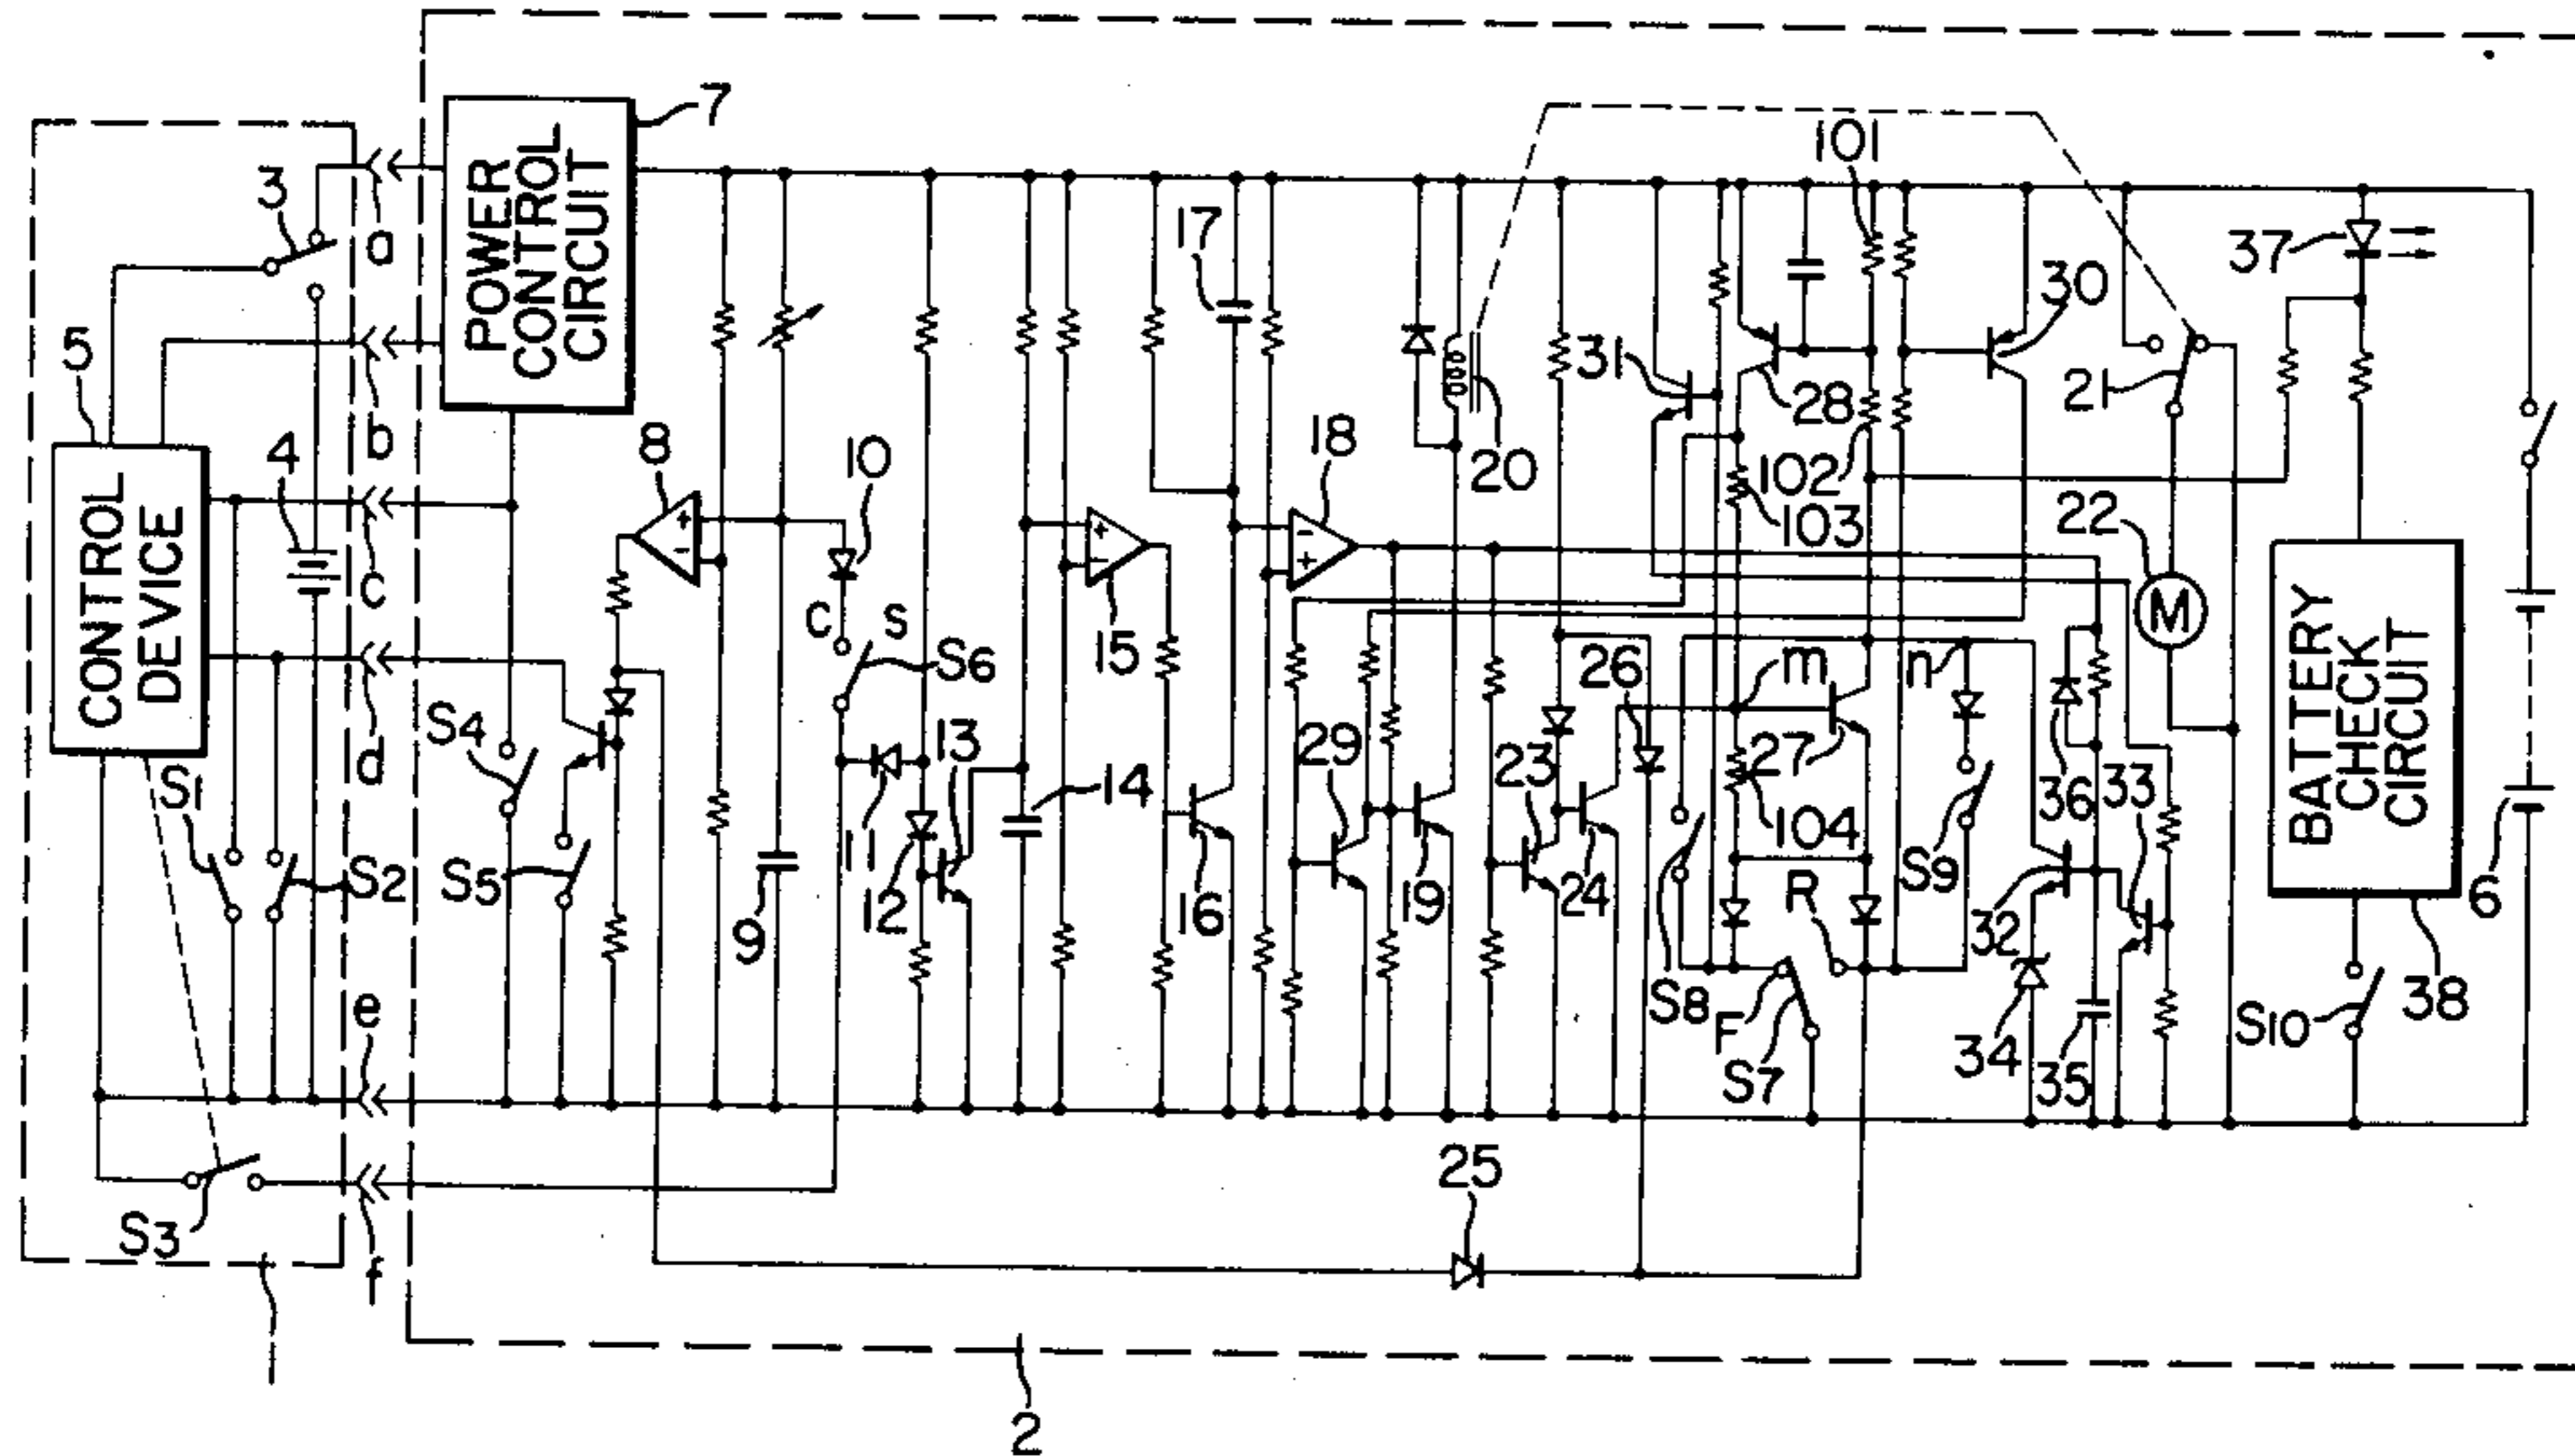 7
POWER
CONTROL
CIRCUIT
3
a
101
17
37
30
5
31
21
28
b
4
8
10
18
20
102
103
22
CONTROL
DEVICE
c
C
S
S6
15
M
BATTERY
CHECK
CIRCUIT
26
m
n
S4
d
13
29
23
27
36
33
S1
14
104
S9
S2
S5
11
12
19
24
R
6
9
16
32
S8
F
S10
38
e
S7
34
35
25
S3
f
2
+
-
+
-
-
+